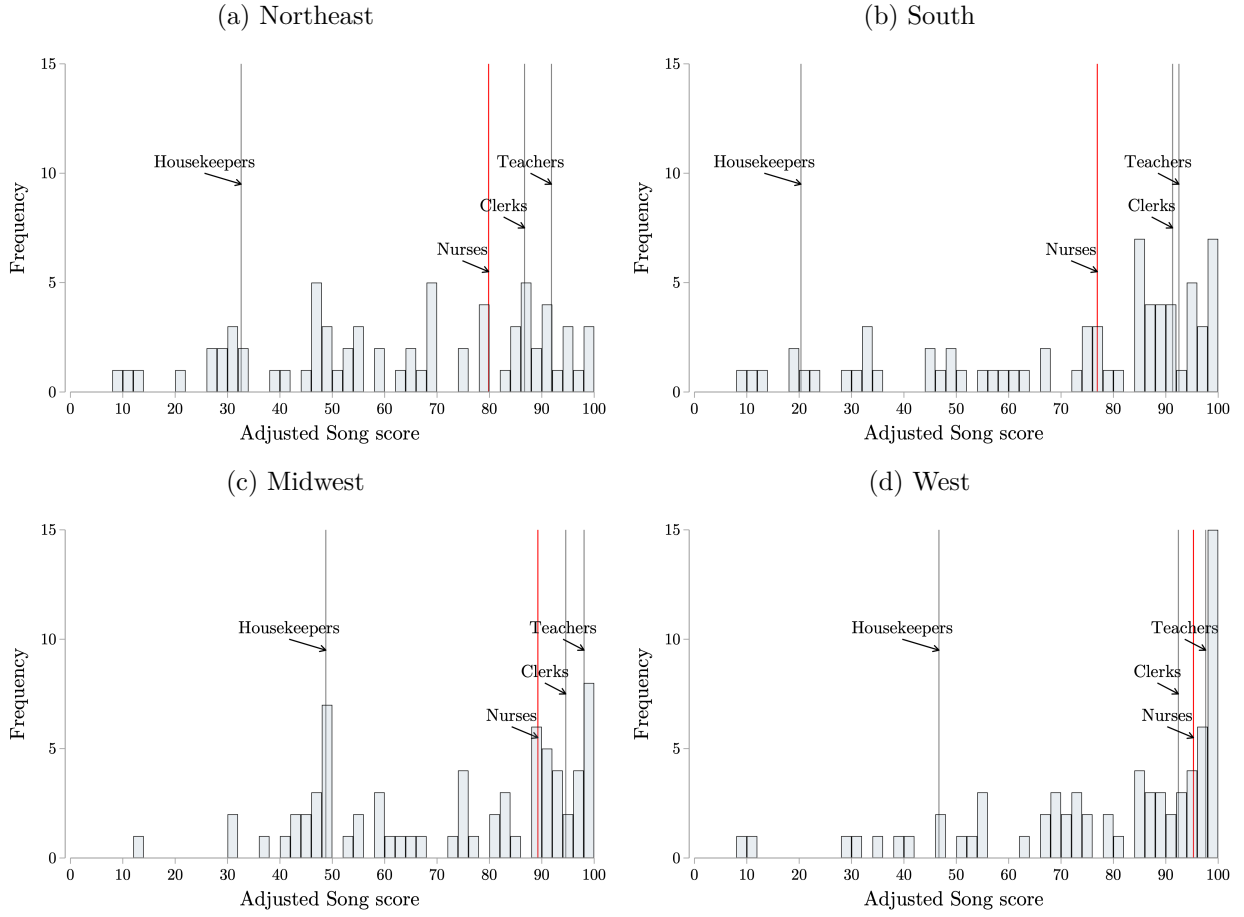 (a) Northeast
15
10
5
0
Frequency
Housekeepers
Teachers
Clerks
Nurses
0 10 20 30 40 50 60 70 80 90 100
Adjusted Song score
(b) South
15
10
5
0
Frequency
Housekeepers
Teachers
Clerks
Nurses
0 10 20 30 40 50 60 70 80 90 100
Adjusted Song score
(c) Midwest
15
10
5
0
Frequency
Housekeepers
Teachers
Clerks
Nurses
0 10 20 30 40 50 60 70 80 90 100
Adjusted Song score
(d) West
15
10
5
0
Frequency
Housekeepers
Teachers
Clerks
Nurses
0 10 20 30 40 50 60 70 80 90 100
Adjusted Song score